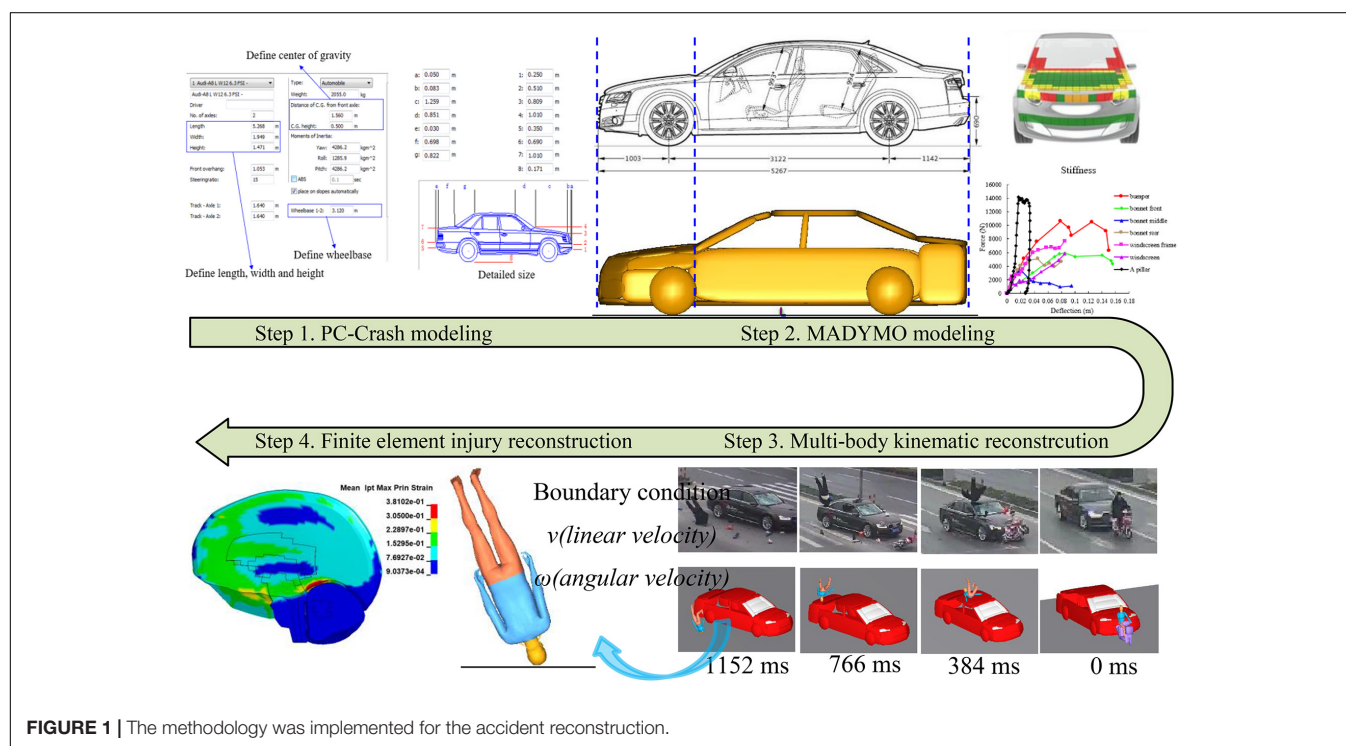 Define center of gravity
1 Audi-A8 L W12 6.3 FSI -
Type: Automobile
Audi-A8 L W12 6.3 FSI -
Weight: 2055.0 kg
Driver
Distance of C.G. from front axle:
No. of axles: 2
1.560 m
Length 5.268 m
C.G. height: 0.500 m
Width: 1.949 m
Moments of Inertia:
Height: 1.471 m
Yaw: 4286.2 kgm^2
Roll: 1285.9 kgm^2
Front overhang: 1.053 m
Pitch: 4286.2 kgm^2
Steeringratio: 15
ABS 0.1 sec
place on slopes automatically
Track - Axle 1: 1.640 m
Wheelbase 1-2: 3.120 m
Track - Axle 2: 1.640 m
Define wheelbase
Define length, width and height
a: 0.050 m 1: 0.250 m
b: 0.083 m 2: 0.510 m
c: 1.259 m 3: 0.809 m
d: 0.851 m 4: 1.010 m
e: 0.030 m 5: 0.350 m
f: 0.698 m 6: 0.690 m
g: 0.822 m 7: 1.010 m
8: 0.171 m
e f g d c b a
Detailed size
993*
994
690
1003 3122 1142
5267
Stiffness
16000
14000
12000
10000
8000
6000
4000
2000
0
Force (N)
bumper
bonnet front
bonnet middle
bonnet rear
windscreen frame
windscreen
A pillar
0 0.02 0.04 0.06 0.08 0.1 0.12 0.14 0.16 0.18
Deflection (m)
Step 1. PC-Crash modeling
Step 2. MADYMO modeling
Step 4. Finite element injury reconstruction
Step 3. Multi-body kinematic reconstrcution
Mean Ipt Max Prin Strain
3.8102e-01
3.0500e-01
2.2897e-01
1.5295e-01
7.6927e-02
9.0373e-04
Boundary condition
v(linear velocity)
ω(angular velocity)
1152 ms 766 ms 384 ms 0 ms
FIGURE 1 | The methodology was implemented for the accident reconstruction.